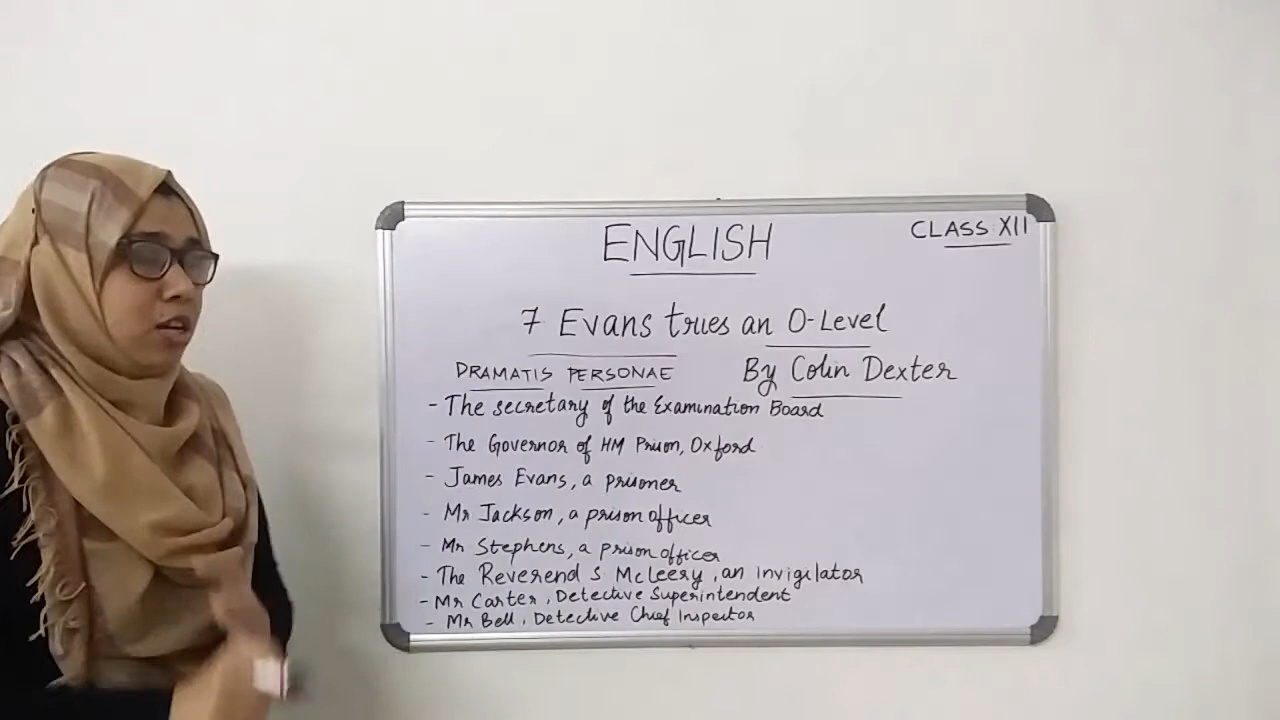 ENGLISH
CLASS XII
7 Evans tries an O-Level
DRAMATIS PERSONAE
By Colin Dexter
- The secretary of the Examination Board
- The Governor of HM Prison, Oxford
- James Evans, a prisoner
- Mr Jackson, a prison officer
- Mr Stephens, a prison officer
- The Reverend S McLeery, an invigilator
- Mr Carter, Detective Superintendent
- Mr Bell, Detective Chief Inspector